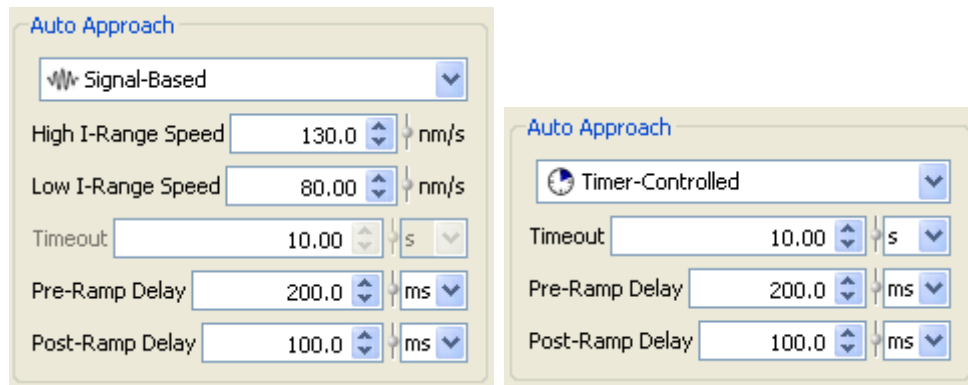 Auto Approach
Signal-Based
High I-Range Speed 130.0 nm/s
Low I-Range Speed 80.00 nm/s
Timeout 10.00 s
Pre-Ramp Delay 200.0 ms
Post-Ramp Delay 100.0 ms
Auto Approach
Timer-Controlled
Timeout 10.00 s
Pre-Ramp Delay 200.0 ms
Post-Ramp Delay 100.0 ms